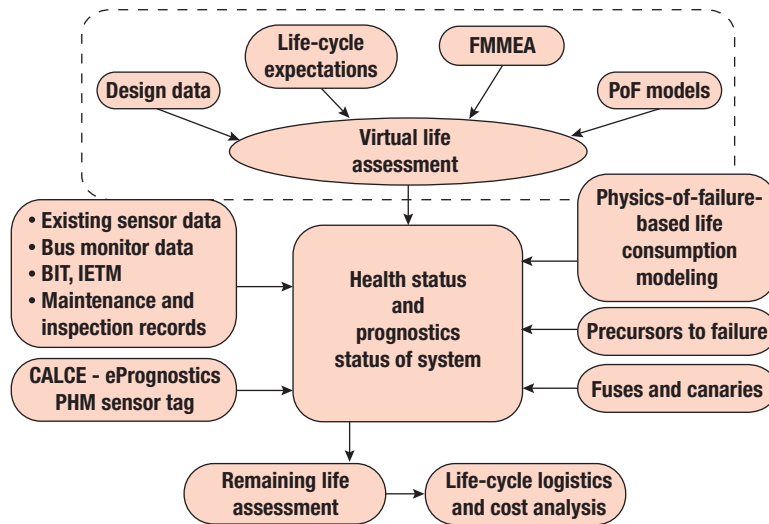 Life-cycle
expectations
FMMEA
Design data
PoF models
Virtual life
assessment
• Existing sensor data
• Bus monitor data
• BIT, IETM
• Maintenance and
inspection records
Physics-of-failure-
based life
consumption
modeling
Health status
and
prognostics
status of system
Precursors to failure
CALCE - ePrognostics
PHM sensor tag
Fuses and canaries
Remaining life
assessment
Life-cycle logistics
and cost analysis